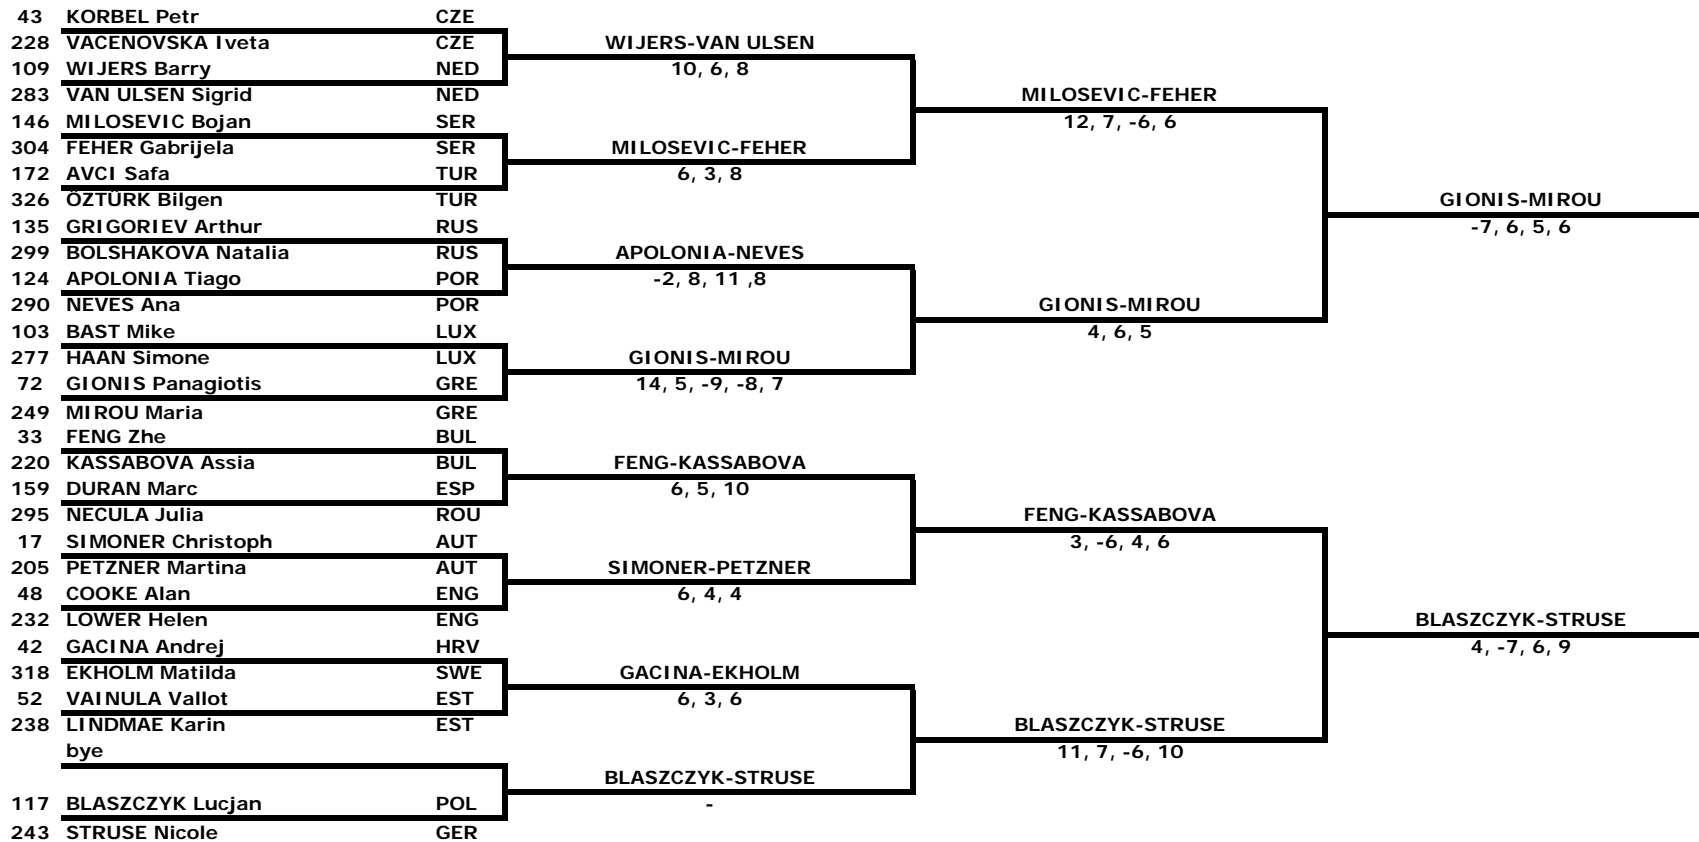 43 KORBEL Petr CZE
228 VACENOVSKA Iveta CZE WIJERS-VAN ULSEN
109 WIJERS Barry NED 10, 6, 8
283 VAN ULSEN Sigrid NED MILOSEVIC-FEHER
146 MILOSEVIC Bojan SER 12, 7, -6, 6
304 FEHER Gabrijela SER MILOSEVIC-FEHER
172 AVCI Safa TUR 6, 3, 8
326 ÖZTÜRK Bilgen TUR GIONIS-MIROU
135 GRIGORIEV Arthur RUS -7, 6, 5, 6
299 BOLSHAKOVA Natalia RUS APOLONIA-NEVES
124 APOLONIA Tiago POR -2, 8, 11 ,8
290 NEVES Ana POR GIONIS-MIROU
103 BAST Mike LUX 4, 6, 5
277 HAAN Simone LUX GIONIS-MIROU
72 GIONIS Panagiotis GRE 14, 5, -9, -8, 7
249 MIROU Maria GRE
33 FENG Zhe BUL
220 KASSABOVA Assia BUL FENG-KASSABOVA
159 DURAN Marc ESP 6, 5, 10
295 NECULA Julia ROU FENG-KASSABOVA
17 SIMONER Christoph AUT 3, -6, 4, 6
205 PETZNER Martina AUT SIMONER-PETZNER
48 COOKE Alan ENG 6, 4, 4
232 LOWER Helen ENG BLASZCZYK-STRUSE
42 GACINA Andrej HRV 4, -7, 6, 9
318 EKHOLM Matilda SWE GACINA-EKHOLM
52 VAINULA Vallot EST 6, 3, 6
238 LINDMAE Karin EST BLASZCZYK-STRUSE
bye 11, 7, -6, 10
BLASZCZYK-STRUSE
117 BLASZCZYK Lucjan POL -
243 STRUSE Nicole GER